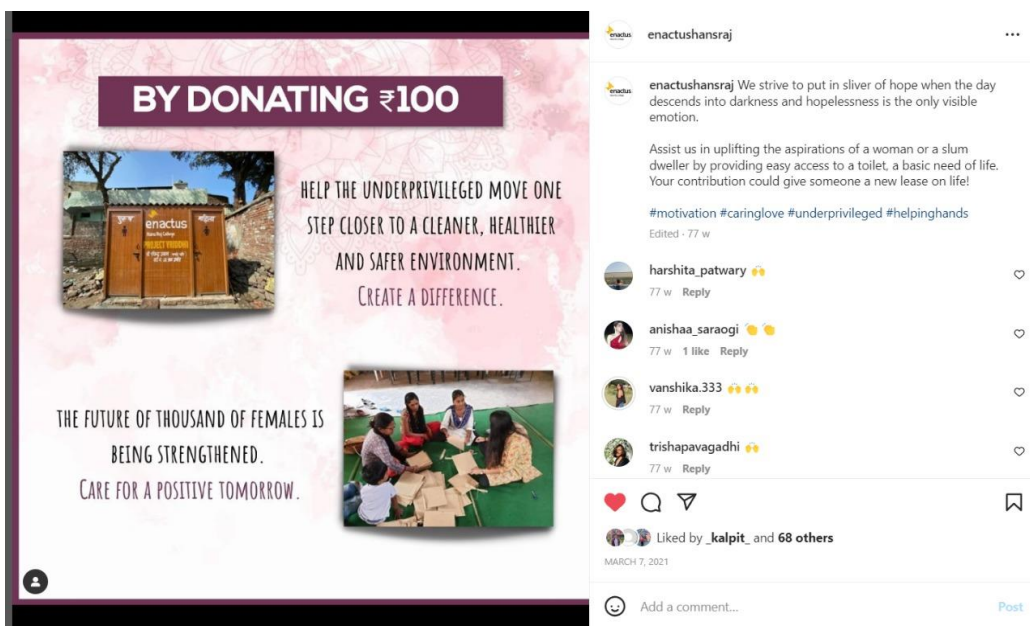 BY DONATING ₹100
पुरुष
महिला
enactus
PROJECT
HELP THE UNDERPRIVILEGED MOVE ONE
STEP CLOSER TO A CLEANER, HEALTHIER
AND SAFER ENVIRONMENT.
CREATE A DIFFERENCE.
THE FUTURE OF THOUSAND OF FEMALES IS
BEING STRENGTHENED.
CARE FOR A POSITIVE TOMORROW.
enactus
enactushansraj
enactus
enactushansraj We strive to put in sliver of hope when the day
descends into darkness and hopelessness is the only visible
emotion.
Assist us in uplifting the aspirations of a woman or a slum
dweller by providing easy access to a toilet, a basic need of life.
Your contribution could give someone a new lease on life!
#motivation #caringlove #underprivileged #helpinghands
Edited · 77 w
harshita_patwary 🙌
77 w Reply
anishaa_saraogi 👏 👏
77 w 1 like Reply
vanshika.333 🙌 🙌
77 w Reply
trishapavagadhi 🙌
77 w Reply
Liked by _kalpit_ and 68 others
MARCH 7, 2021
Add a comment...
Post